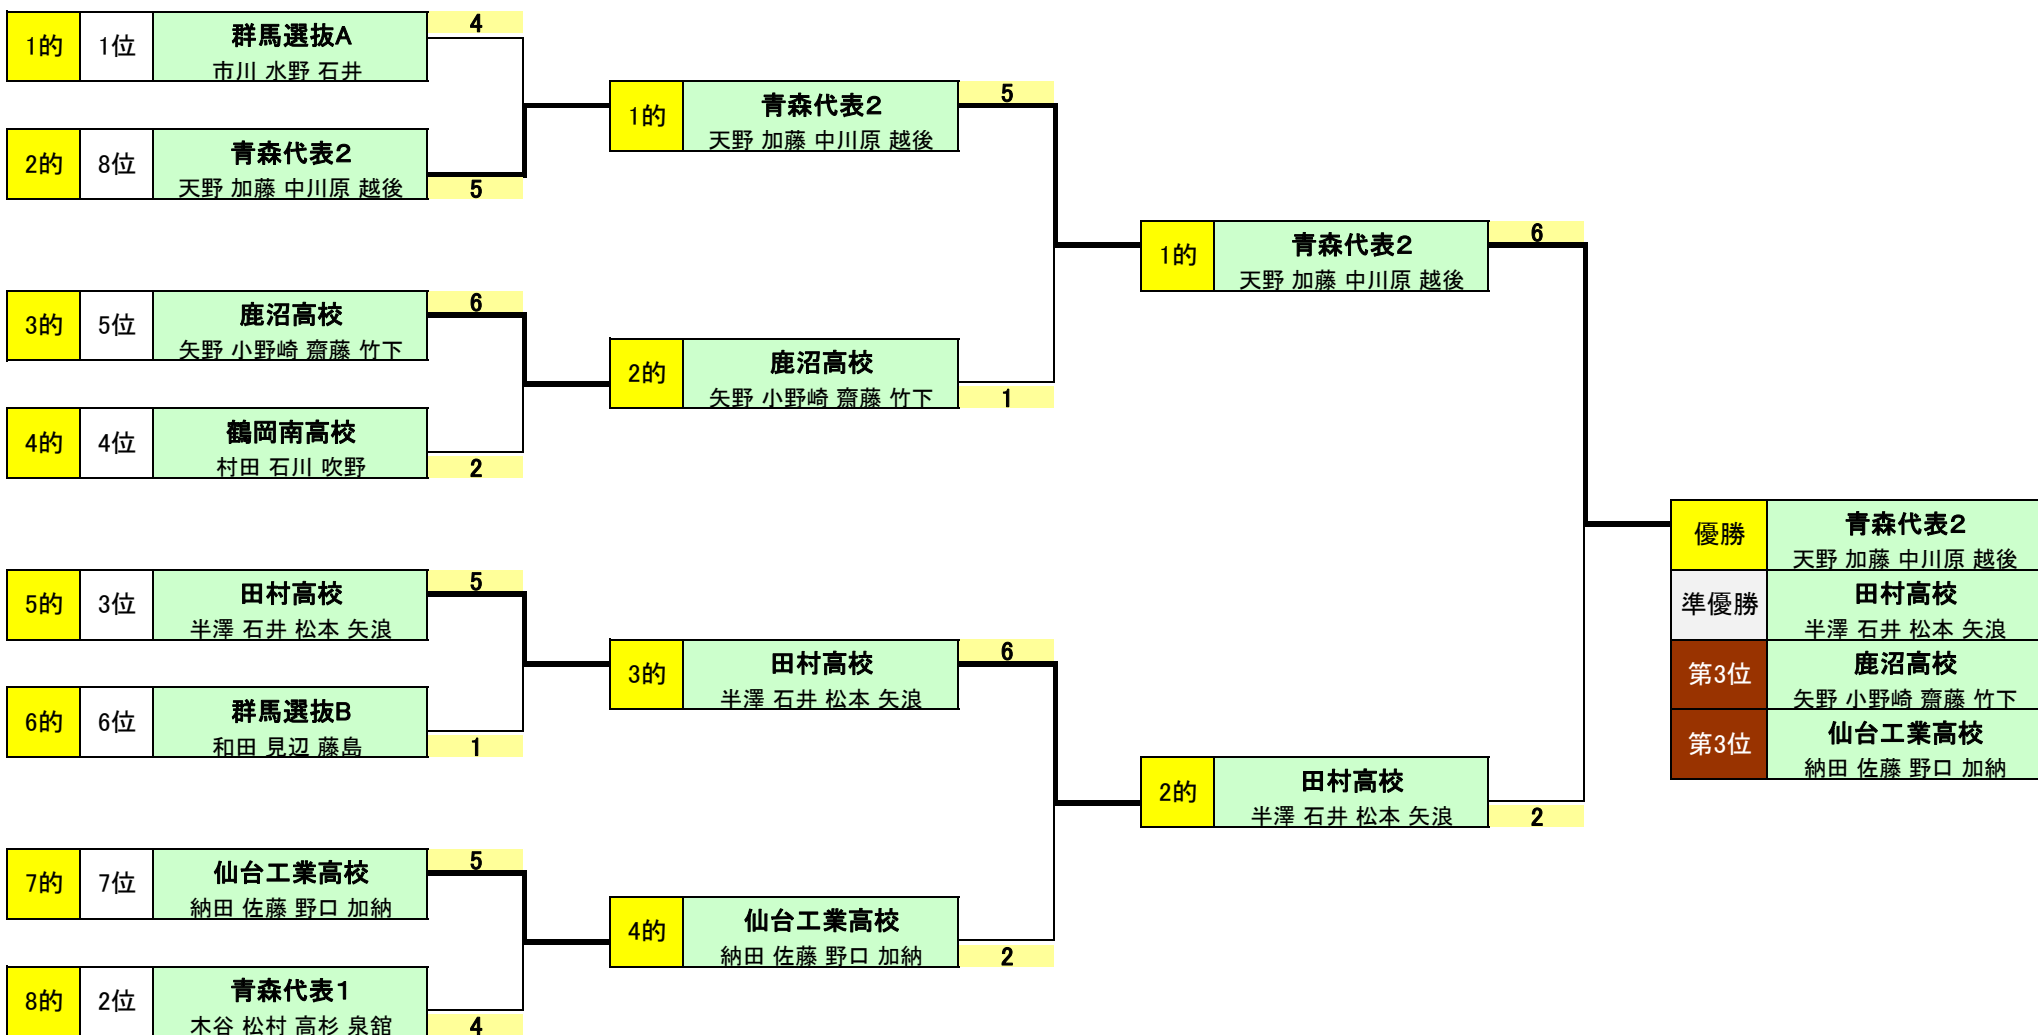 1的 1位 群馬選抜A 4
市川 水野 石井
2的 8位 青森代表2
天野 加藤 中川原 越後 5
3的 5位 鹿沼高校 6
矢野 小野崎 齋藤 竹下
4的 4位 鶴岡南高校
村田 石川 吹野 2
5的 3位 田村高校 5
半澤 石井 松本 矢浪
6的 6位 群馬選抜B
和田 見辺 藤島 1
7的 7位 仙台工業高校 5
納田 佐藤 野口 加納
8的 2位 青森代表1
木谷 松村 高杉 泉舘 4
1的 青森代表2 5
天野 加藤 中川原 越後
2的 鹿沼高校
矢野 小野崎 齋藤 竹下 1
3的 田村高校 6
半澤 石井 松本 矢浪
4的 仙台工業高校
納田 佐藤 野口 加納 2
1的 青森代表2 6
天野 加藤 中川原 越後
2的 田村高校
半澤 石井 松本 矢浪 2
優勝 青森代表2
天野 加藤 中川原 越後
準優勝 田村高校
半澤 石井 松本 矢浪
第3位 鹿沼高校
矢野 小野崎 齋藤 竹下
第3位 仙台工業高校
納田 佐藤 野口 加納